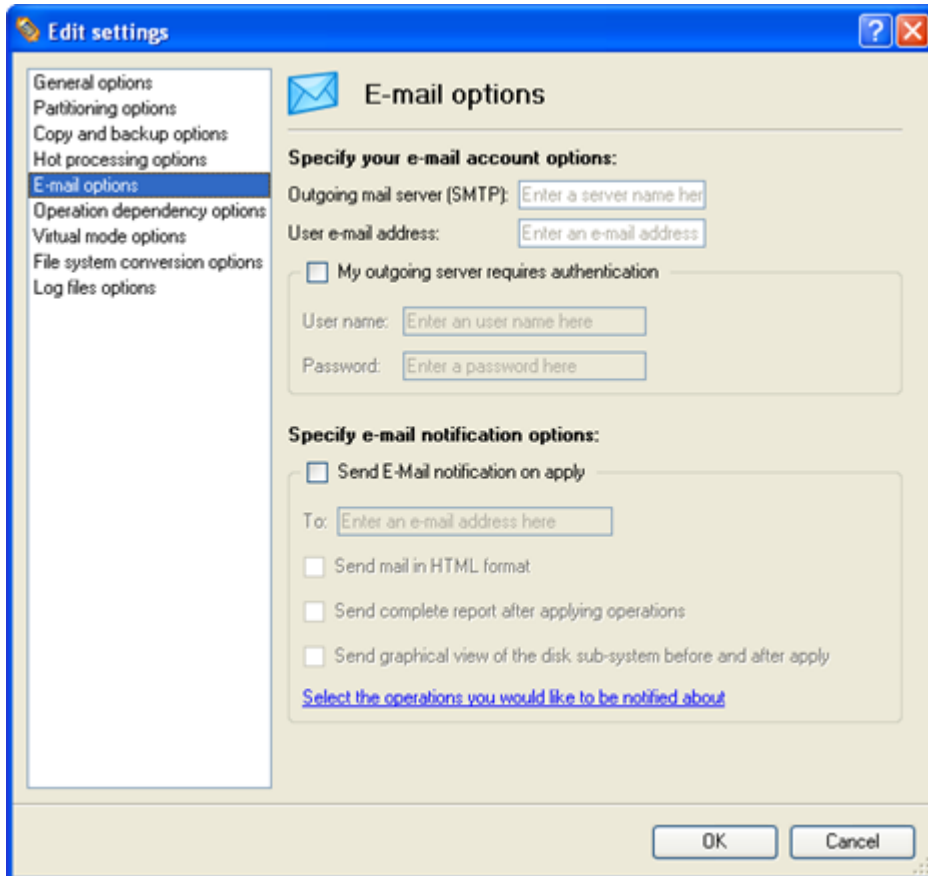 Edit settings
General options
Partitioning options
Copy and backup options
Hot processing options
E-mail options
Operation dependency options
Virtual mode options
File system conversion options
Log files options
E-mail options
Specify your e-mail account options:
Outgoing mail server (SMTP): Enter a server name her
User e-mail address: Enter an e-mail address
My outgoing server requires authentication
User name: Enter an user name here
Password: Enter a password here
Specify e-mail notification options:
Send E-Mail notification on apply
To: Enter an e-mail address here
Send mail in HTML format
Send complete report after applying operations
Send graphical view of the disk sub-system before and after apply
Select the operations you would like to be notified about
OK Cancel